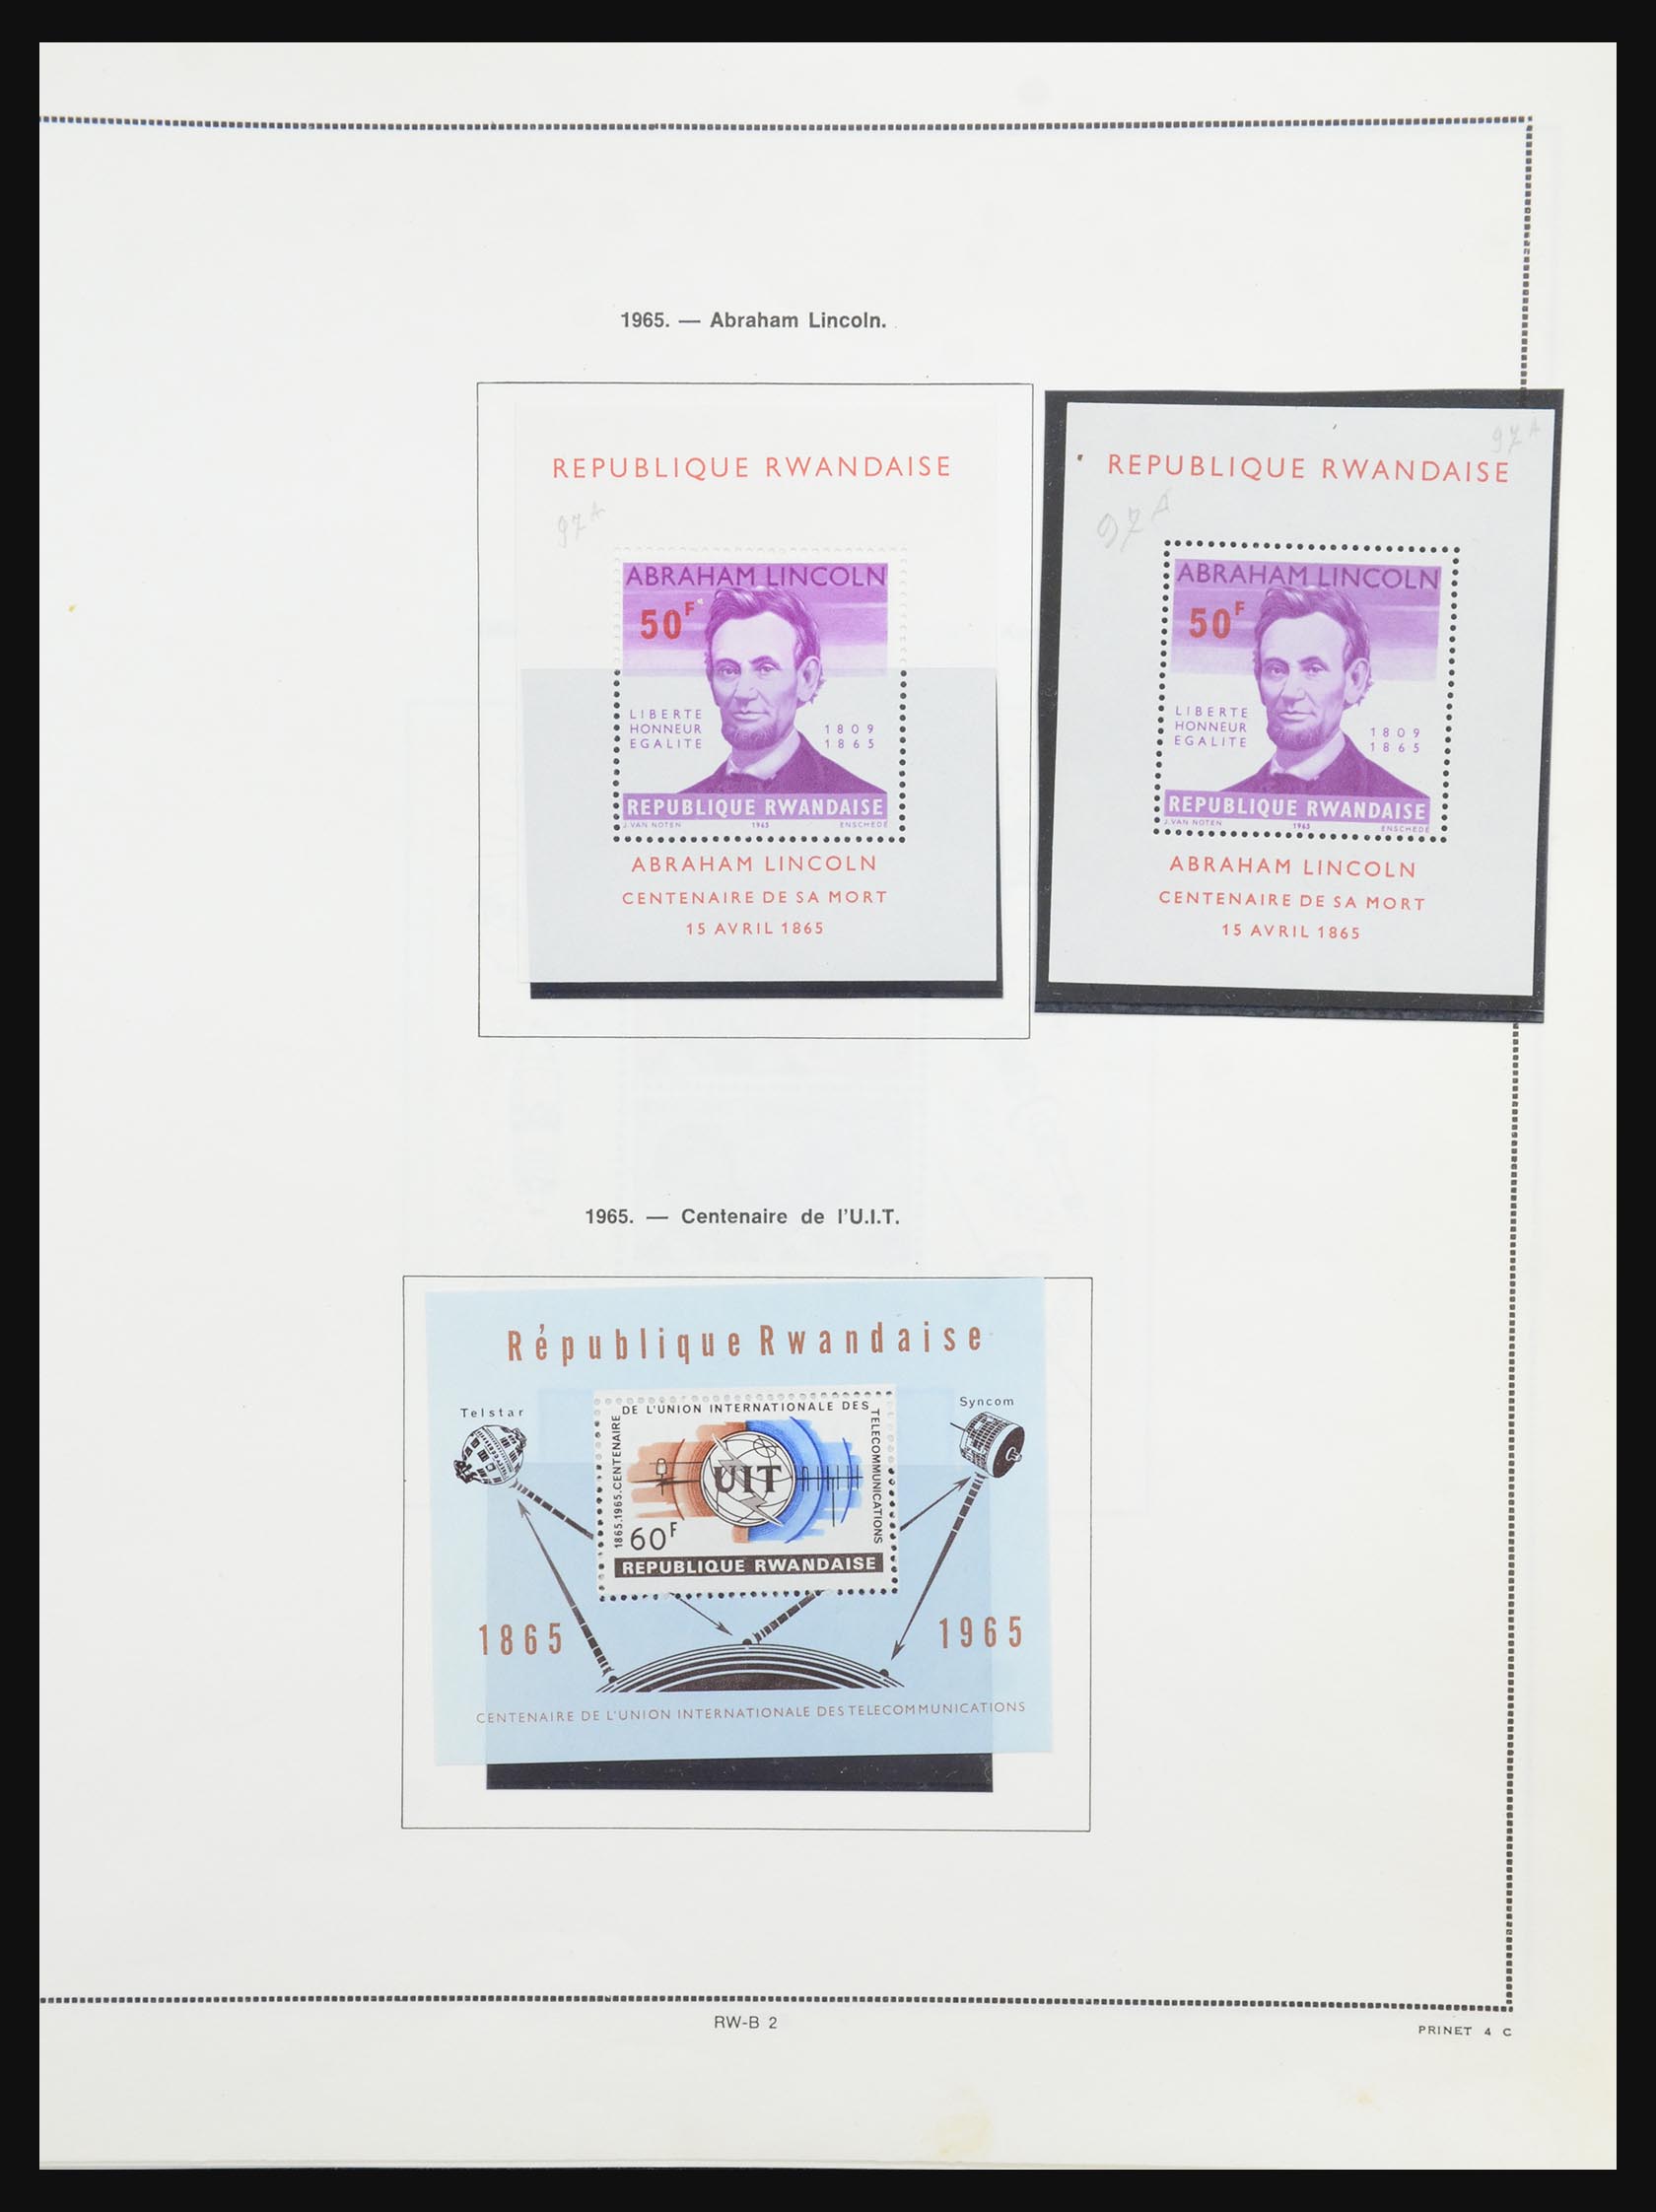 1965. — Abraham Lincoln.
REPUBLIQUE RWANDAISE
97 A
ABRAHAM LINCOLN
50F
LIBERTE
HONNEUR
EGALITE
1809
1865
REPUBLIQUE RWANDAISE
J. VAN NOTEN 1965 ENSCHEDE
ABRAHAM LINCOLN
CENTENAIRE DE SA MORT
15 AVRIL 1865
97 A
REPUBLIQUE RWANDAISE
97 A
ABRAHAM LINCOLN
50F
LIBERTE
HONNEUR
EGALITE
1809
1865
REPUBLIQUE RWANDAISE
J. VAN NOTEN 1965 ENSCHEDE
ABRAHAM LINCOLN
CENTENAIRE DE SA MORT
15 AVRIL 1865
1965. — Centenaire de l'U.I.T.
République Rwandaise
Telstar
Syncom
1865.1965.CENTENAIRE
DE L'UNION INTERNATIONALE DES
TELECOMMUNICATIONS
UIT
60F
REPUBLIQUE RWANDAISE
1865
1965
CENTENAIRE DE L'UNION INTERNATIONALE DES TELECOMMUNICATIONS
RW-B 2
PRINET 4 C